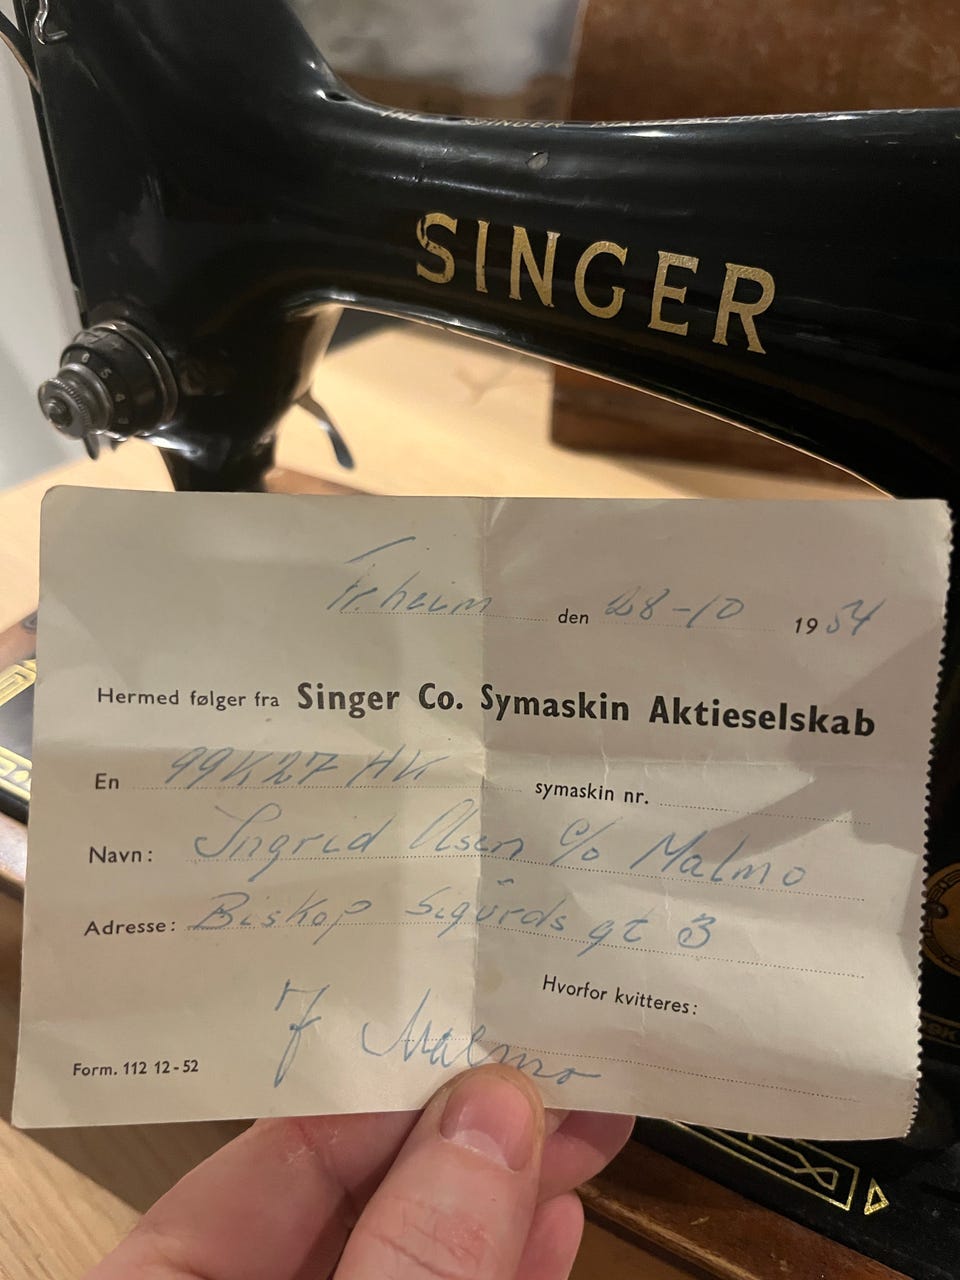 SINGER
Tr.heim den 28-10 1954
Hermed følger fra Singer Co. Symaskin Aktieselskab
En 99K27 HK symaskin nr.
Navn: Ingrid Olsen c/o Malmo
Adresse: Biskop Sigurds gt 3
Hvorfor kvitteres:
Malmo
Form. 112 12-52